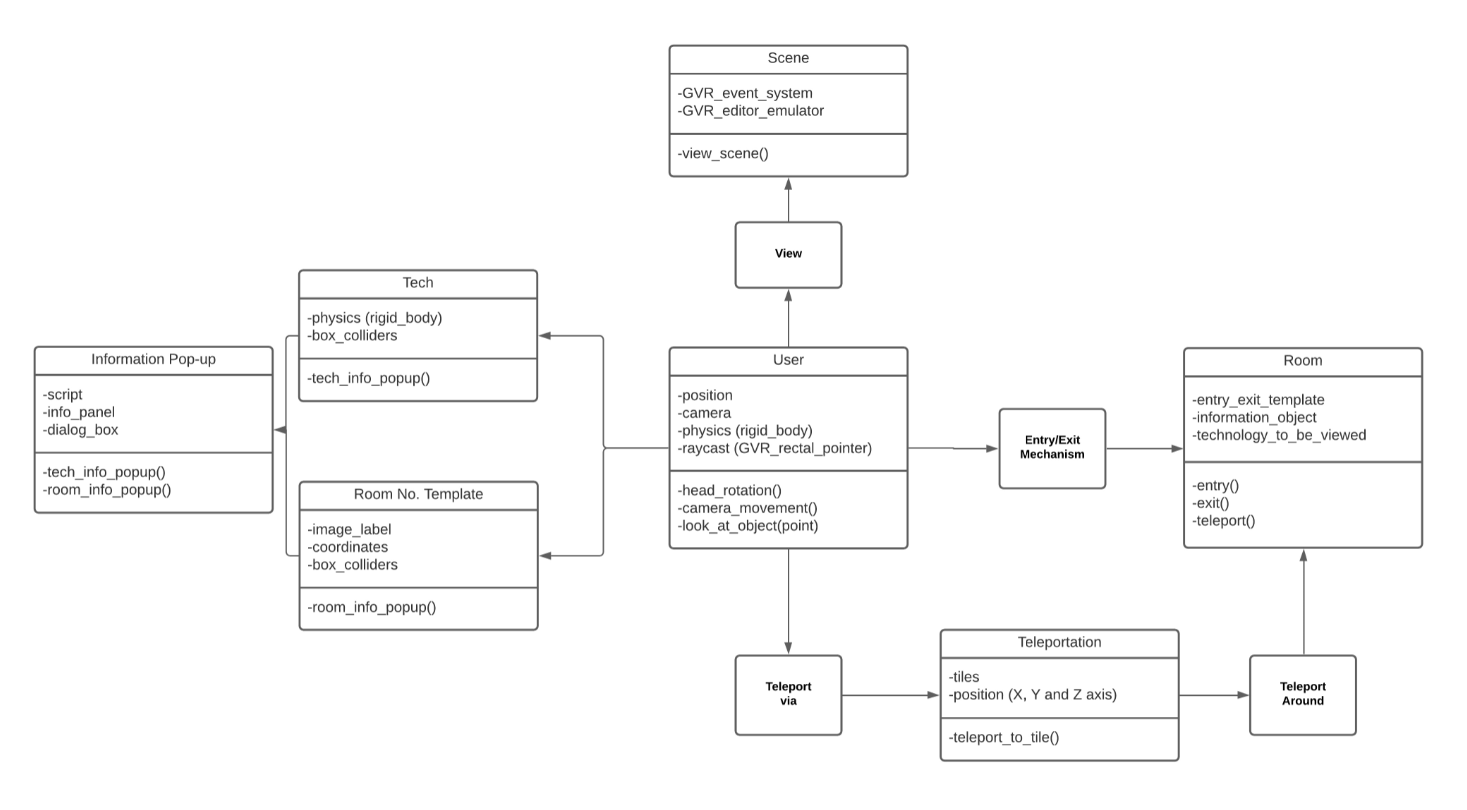 Scene
-GVR_event_system
-GVR_editor_emulator
-view_scene()
View
Tech
-physics (rigid_body)
-box_colliders
-tech_info_popup()
Information Pop-up
-script
-info_panel
-dialog_box
-tech_info_popup()
-room_info_popup()
Room No. Template
-image_label
-coordinates
-box_colliders
-room_info_popup()
User
-position
-camera
-physics (rigid_body)
-raycast (GVR_rectal_pointer)
-head_rotation()
-camera_movement()
-look_at_object(point)
Entry/Exit
Mechanism
Room
-entry_exit_template
-information_object
-technology_to_be_viewed
-entry()
-exit()
-teleport()
Teleport
via
Teleportation
-tiles
-position (X, Y and Z axis)
-teleport_to_tile()
Teleport
Around